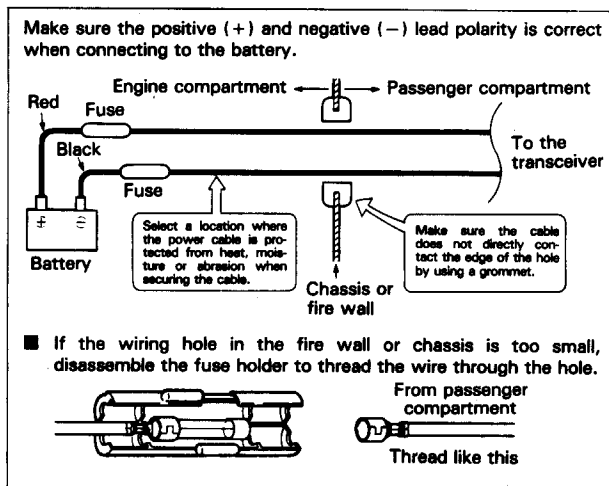 Make sure the positive (+) and negative (−) lead polarity is correct
when connecting to the battery.
Engine compartment
Passenger compartment
Red
Fuse
Black
Fuse
To the
transceiver
+
−
Battery
Select a location where
the power cable is pro-
tected from heat, mois-
ture or abrasion when
securing the cable.
Make sure the cable
does not directly con-
tact the edge of the hole
by using a grommet.
Chassis or
fire wall
■ If the wiring hole in the fire wall or chassis is too small,
disassemble the fuse holder to thread the wire through the hole.
From passenger
compartment
Thread like this